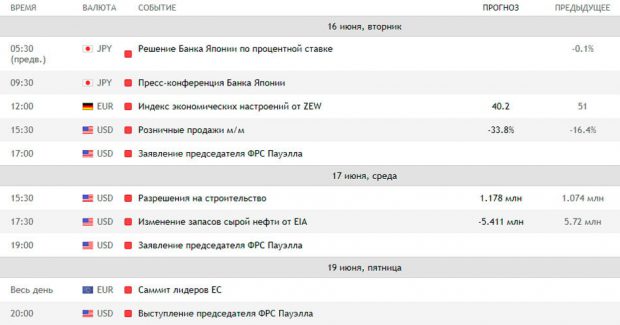 ВРЕМЯ ВАЛЮТА СОБЫТИЕ ПРОГНОЗ ПРЕДЫДУЩЕЕ
16 июня, вторник
05:30 JPY Решение Банка Японии по процентной ставке -0.1%
(предв.)
09:30 JPY Пресс-конференция Банка Японии
12:00 EUR Индекс экономических настроений от ZEW 40.2 51
15:30 USD Розничные продажи м/м -33.8% -16.4%
17:00 USD Заявление председателя ФРС Пауэлла
17 июня, среда
15:30 USD Разрешения на строительство 1.178 млн 1.074 млн
17:30 USD Изменение запасов сырой нефти от EIA -5.411 млн 5.72 млн
19:00 USD Заявление председателя ФРС Пауэлла
19 июня, пятница
Весь день EUR Саммит лидеров ЕС
20:00 USD Выступление председателя ФРС Пауэлла